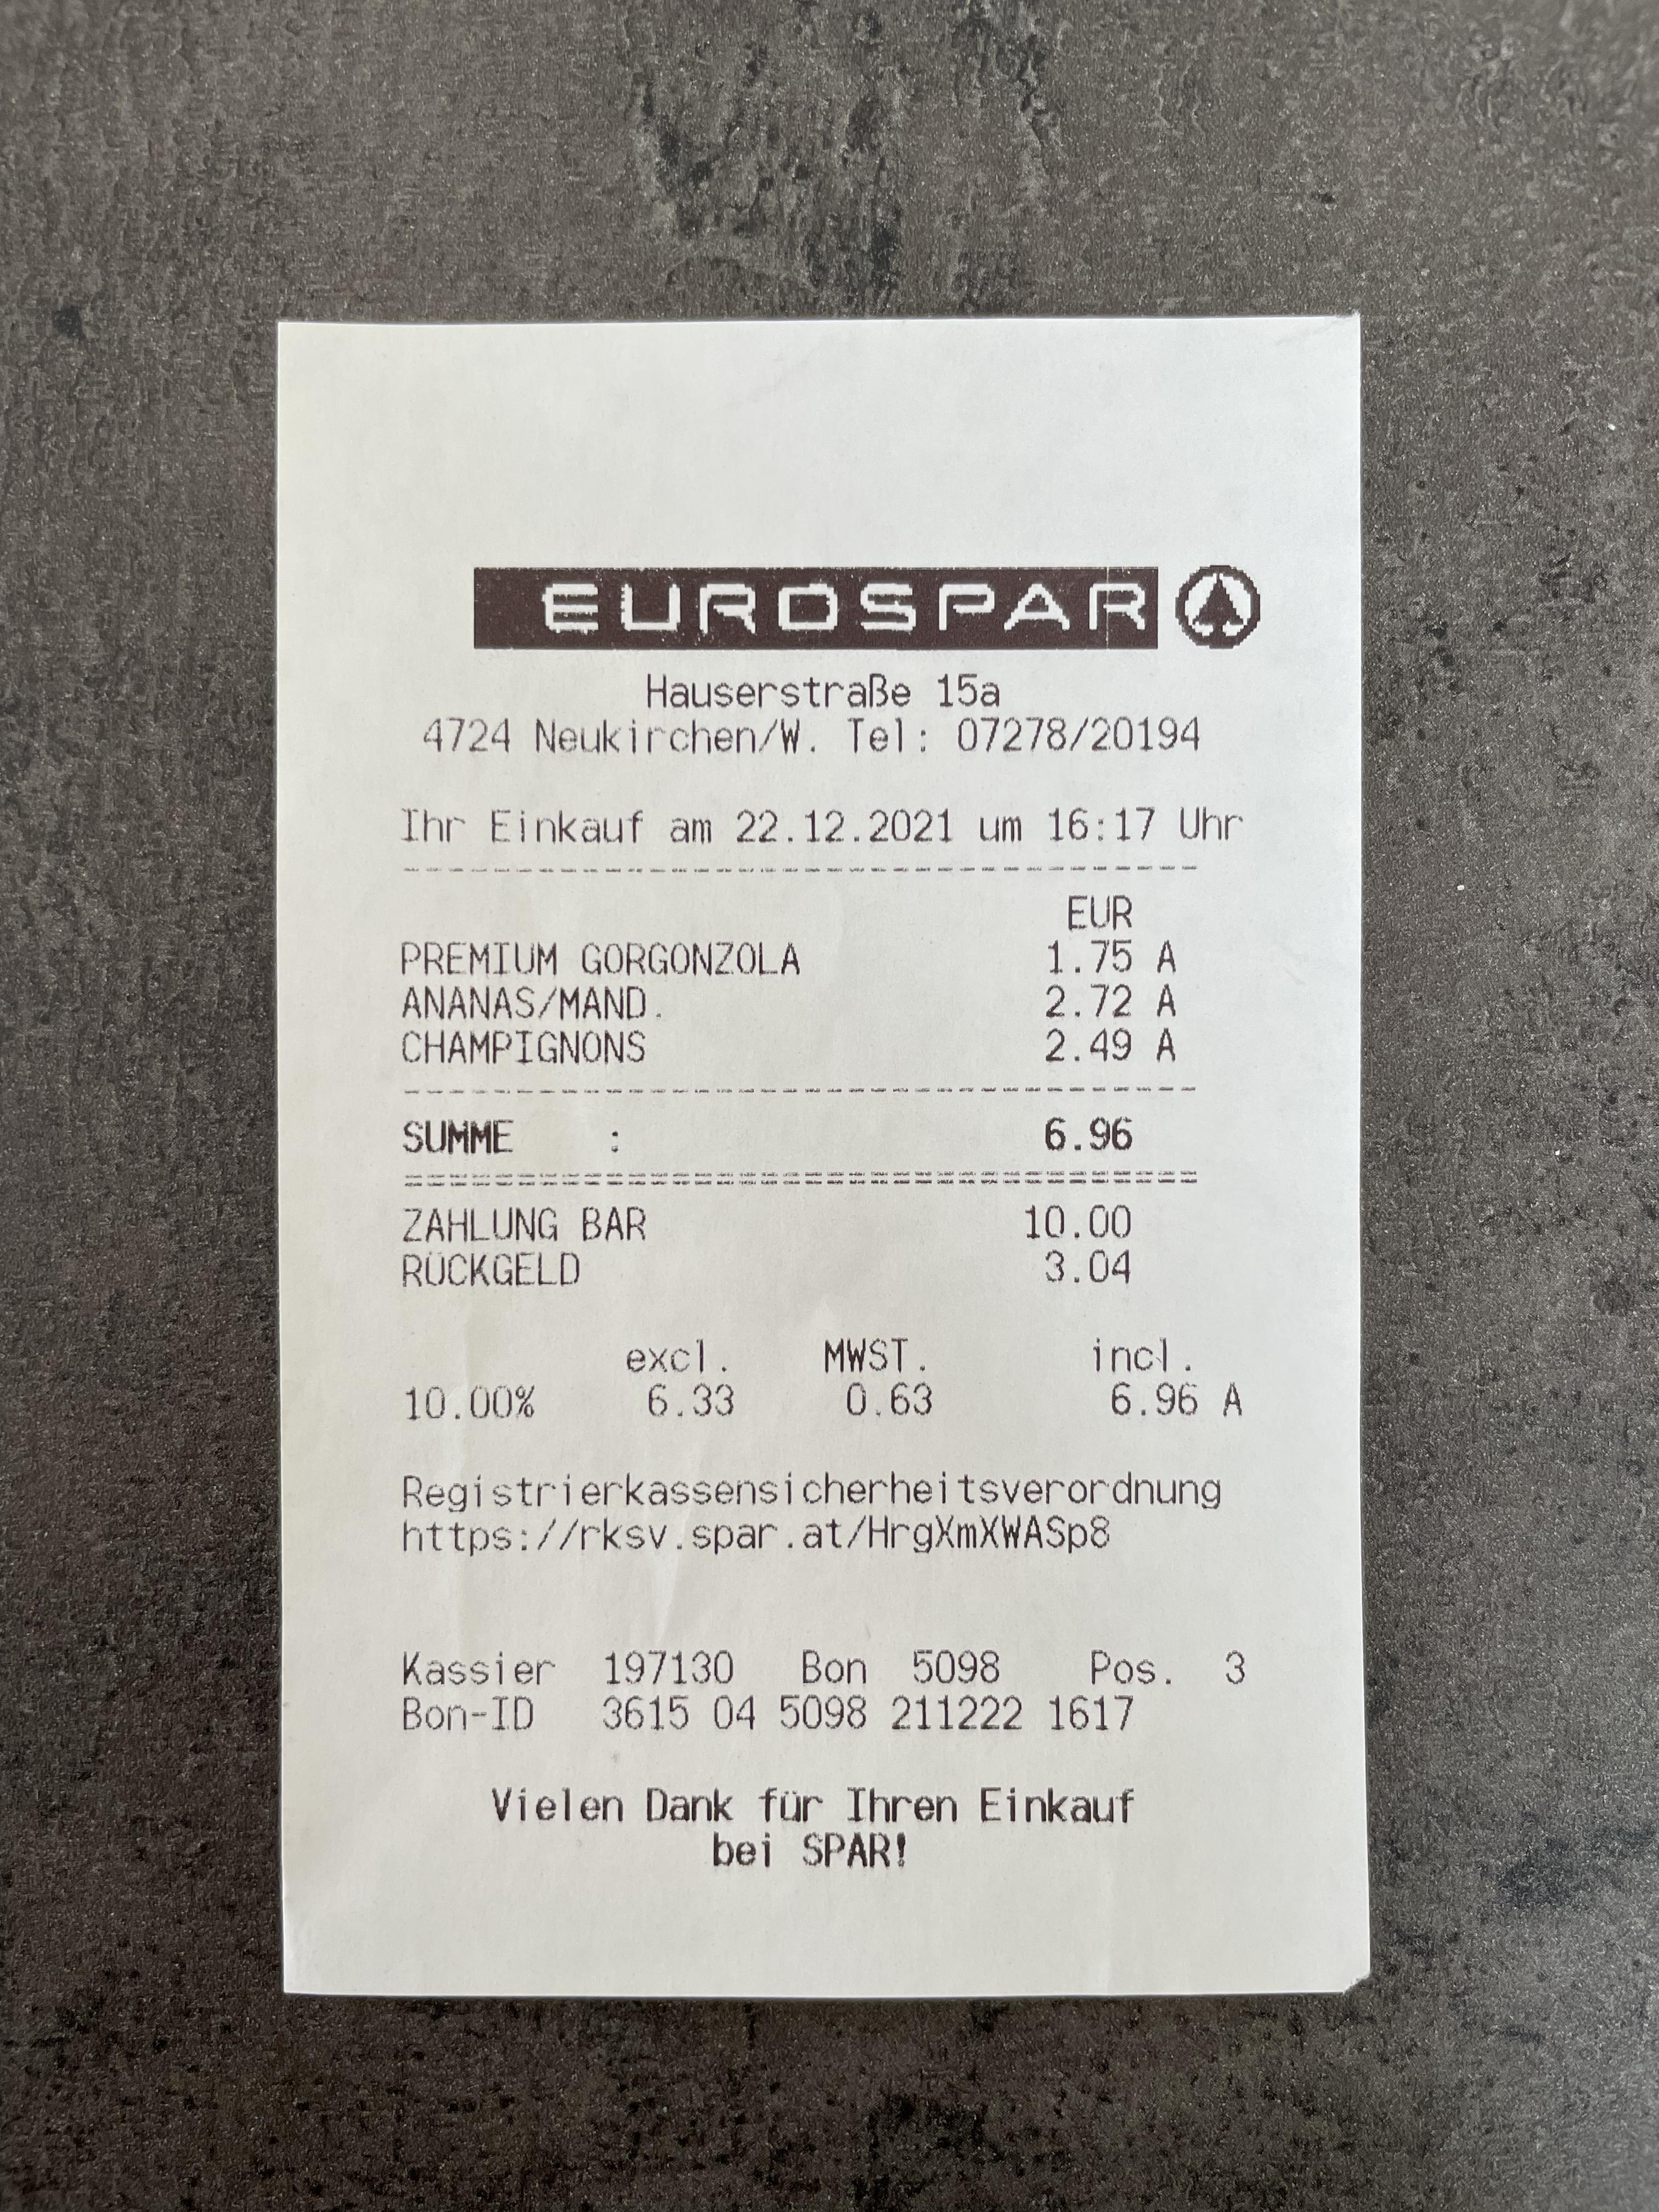 EUROSPAR
Hauserstraße 15a
4724 Neukirchen/W. Tel: 07278/20194
Ihr Einkauf am 22.12.2021 um 16:17 Uhr
EUR
PREMIUM GORGONZOLA 1.75 A
ANANAS/MAND. 2.72 A
CHAMPIGNONS 2.49 A
SUMME : 6.96
ZAHLUNG BAR 10.00
RÜCKGELD 3.04
excl. MWST. incl.
10.00% 6.33 0.63 6.96 A
Registrierkassensicherheitsverordnung
https://rksv.spar.at/HrgXmXWASp8
Kassier 197130 Bon 5098 Pos. 3
Bon-ID 3615 04 5098 211222 1617
Vielen Dank für Ihren Einkauf
bei SPAR!